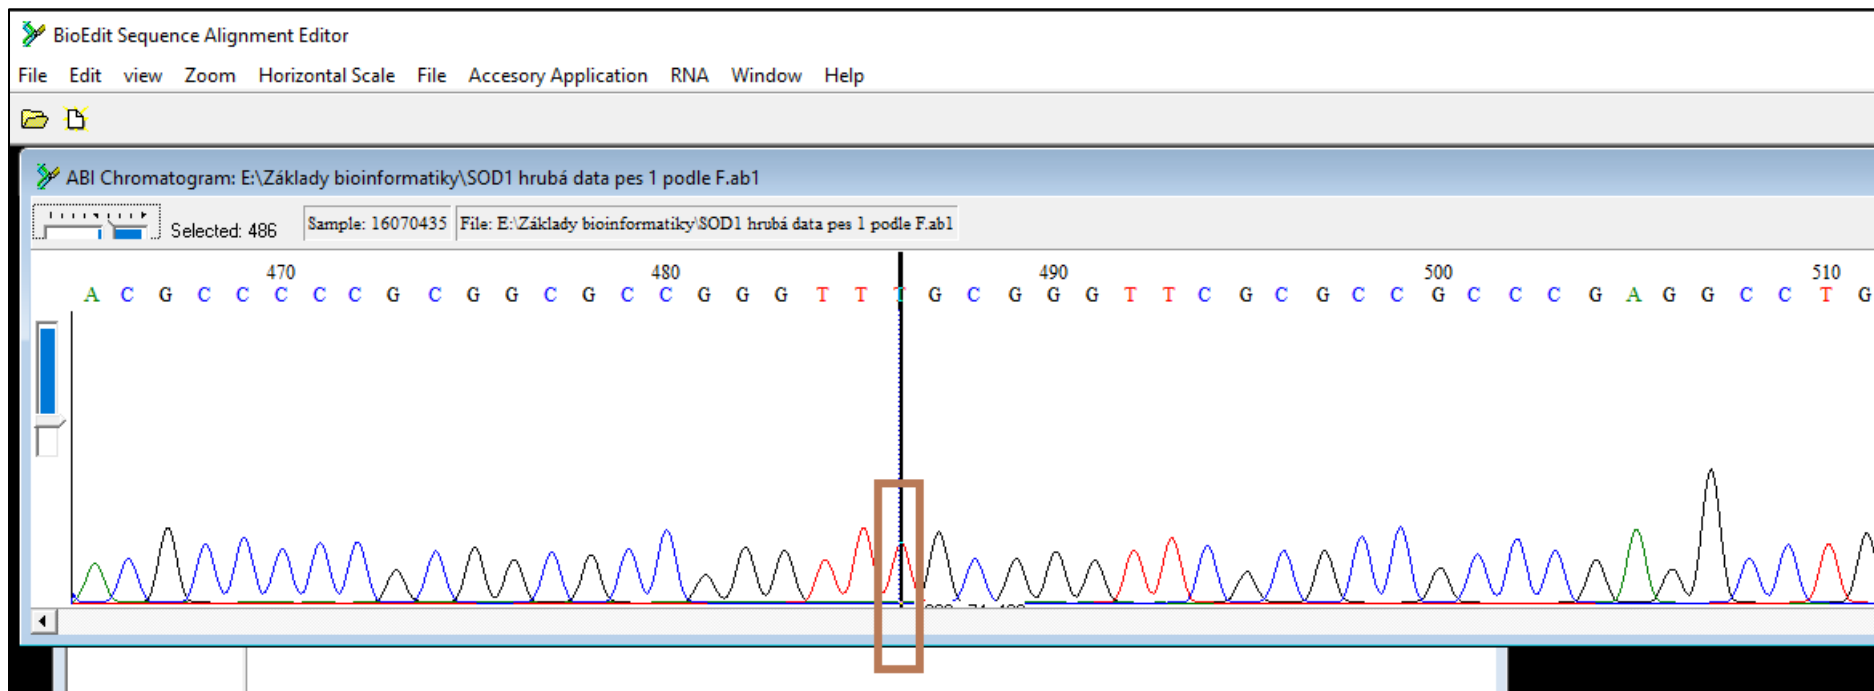 BioEdit Sequence Alignment Editor
File Edit view Zoom Horizontal Scale File Accesory Application RNA Window Help
ABI Chromatogram: E:\Základy bioinformatiky\SOD1 hrubá data pes 1 podle F.ab1
Selected: 486 Sample: 16070435 File: E:\Základy bioinformatiky\SOD1 hrubá data pes 1 podle F.ab1
470 480 490 500 510
A C G C C C C C G C G G C G C C G G G T T T G C G G G T T C G C G C C G C C C G A G G C C T G